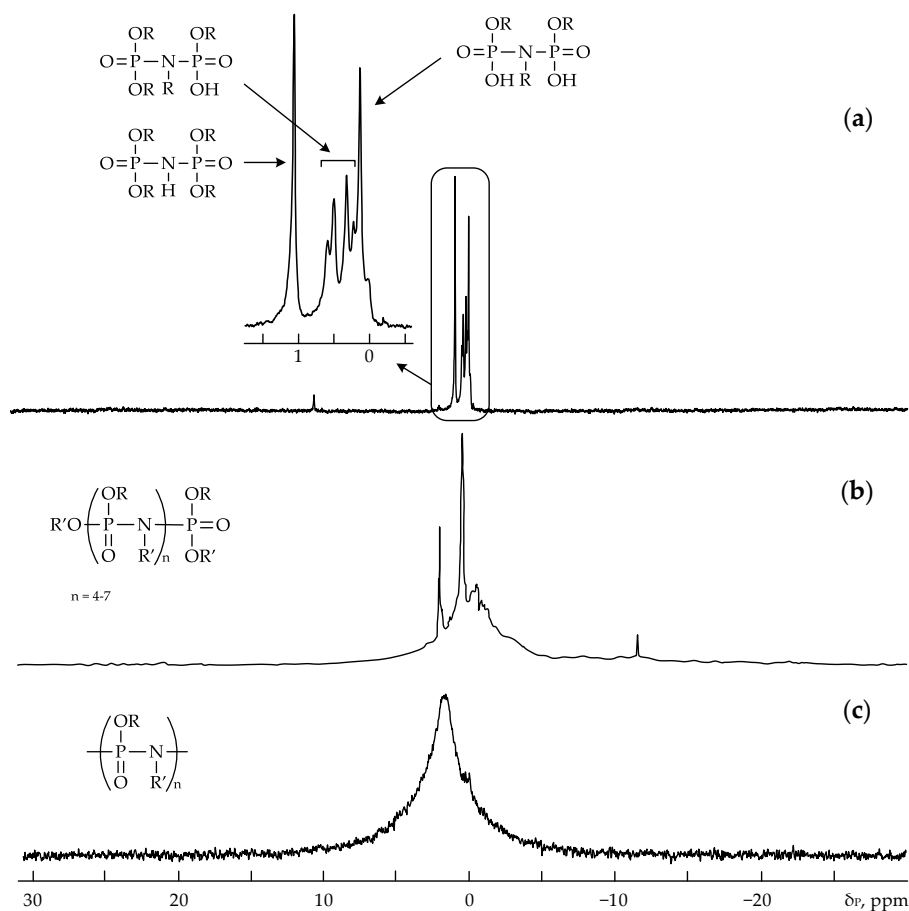 OR OR
O=P—N—P=O
OR R OH
OR OR
O=P—N—P=O
OH R OH
(a)
OR OR
O=P—N—P=O
OR H OR
1 0
(b)
OR OR
R'O—P—N—P=O
O R' n OR'
n = 4-7
(c)
OR
P—N
O R' n
30 20 10 0 −10 −20 δP, ppm